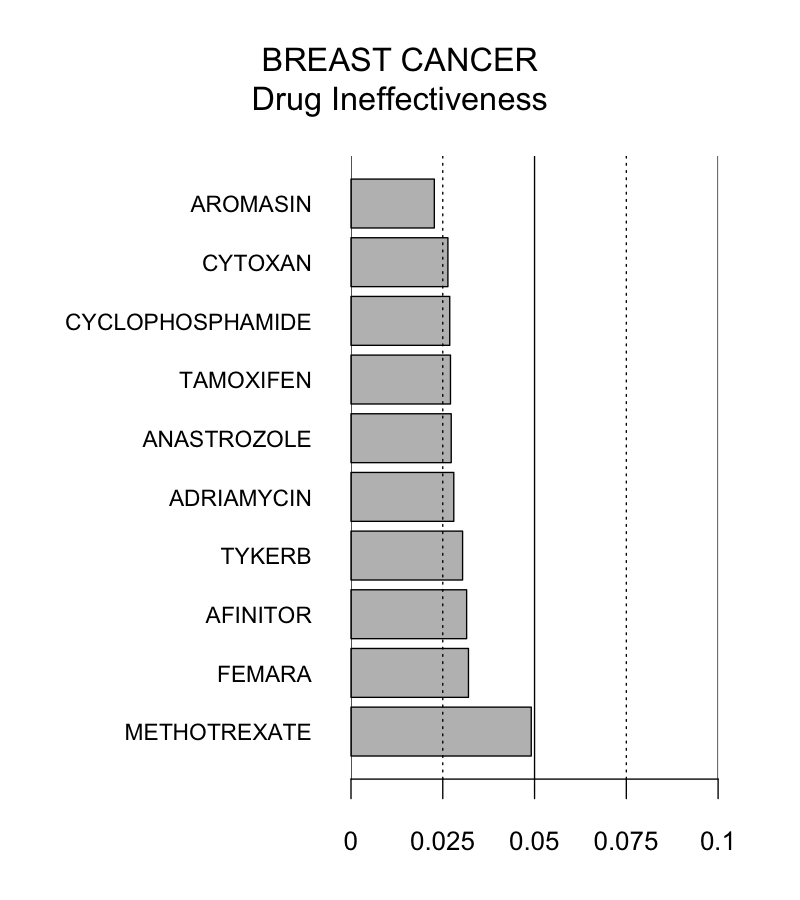 BREAST CANCER
Drug Ineffectiveness
AROMASIN
CYTOXAN
CYCLOPHOSPHAMIDE
TAMOXIFEN
ANASTROZOLE
ADRIAMYCIN
TYKERB
AFINITOR
FEMARA
METHOTREXATE
0 0.025 0.05 0.075 0.1